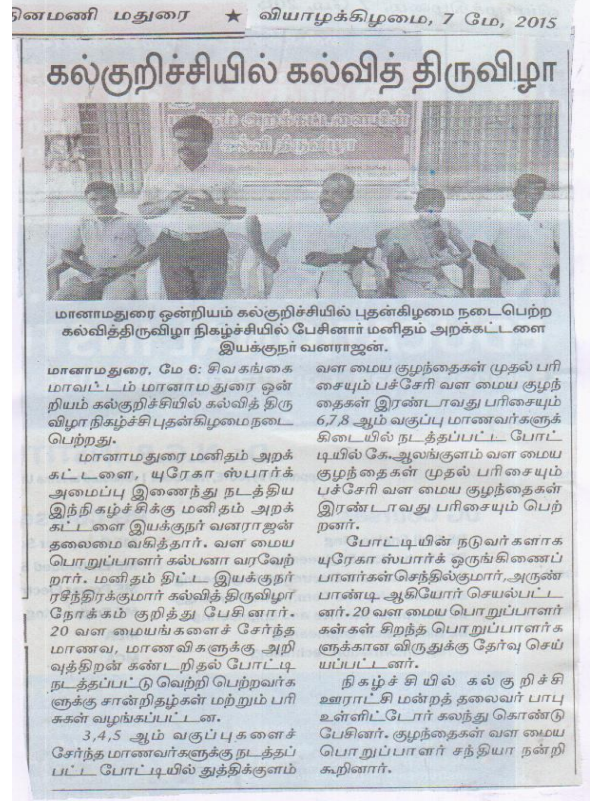 தினமணி மதுரை ★ வியாழக்கிழமை, 7 மே, 2015
கல்குறிச்சியில் கல்வித் திருவிழா
அறக்கட்டளையின்
கல்வி திருவிழா
மானாமதுரை ஒன்றியம் கல்குறிச்சியில் புதன்கிழமை நடைபெற்ற
கல்வித்திருவிழா நிகழ்ச்சியில் பேசினார் மனிதம் அறக்கட்டளை
இயக்குநர் வனராஜன்.
மானாமதுரை, மே 6: சிவகங்கை
மாவட்டம் மானாமதுரை ஒன்
றியம் கல்குறிச்சியில் கல்வித் திரு
விழா நிகழ்ச்சி புதன்கிழமை நடை
பெற்றது.
மானாமதுரை மனிதம் அறக்
கட்டளை, யுரேகா ஸ்பார்க்
அமைப்பு இணைந்து நடத்திய
இந்நிகழ்ச்சிக்கு மனிதம் அறக்
கட்டளை இயக்குநர் வனராஜன்
தலைமை வகித்தார். வள மைய
பொறுப்பாளர் கல்பனா வரவேற்
றார். மனிதம் திட்ட இயக்குநர்
ரசீந்திரக்குமார் கல்வித் திருவிழா
நோக்கம் குறித்து பேசினார்.
20 வள மையங்களைச் சேர்ந்த
மாணவ, மாணவிகளுக்கு அறி
வுத்திறன் கண்டறிதல் போட்டி
நடத்தப்பட்டு வெற்றி பெற்றவர்க
ளுக்கு சான்றிதழ்கள் மற்றும் பரி
சுகள் வழங்கப்பட்டன.
3,4,5 ஆம் வகுப்புகளைச்
சேர்ந்த மாணவர்களுக்கு நடத்தப்
பட்ட போட்டியில் துத்திக்குளம்
வள மைய குழந்தைகள் முதல் பரி
சையும் பச்சேரி வள மைய குழந்
தைகள் இரண்டாவது பரிசையும்
6,7,8 ஆம் வகுப்பு மாணவர்களுக்
கிடையில் நடத்தப்பட்ட போட்
டியில் கே.ஆலங்குளம் வள மைய
குழந்தைகள் முதல் பரிசையும்
பச்சேரி வள மைய குழந்தைகள்
இரண்டாவது பரிசையும் பெற்
றனர்.
போட்டியின் நடுவர்களாக
யுரேகா ஸ்பார்க் ஒருங்கிணைப்
பாளர்கள் செந்தில்குமார், அருண்
பாண்டி ஆகியோர் செயல்பட்ட
னர். 20 வள மைய பொறுப்பாளர்
கள்கள் சிறந்த பொறுப்பாளர்க
ளுக்கான விருதுக்கு தேர்வு செய்
யப்பட்டனர்.
நிகழ்ச்சியில் கல்குறிச்சி
ஊராட்சி மன்றத் தலைவர் பாபு
உள்ளிட்டோர் கலந்து கொண்டு
பேசினர். குழந்தைகள் வள மைய
பொறுப்பாளர் சந்தியா நன்றி
கூறினார்.